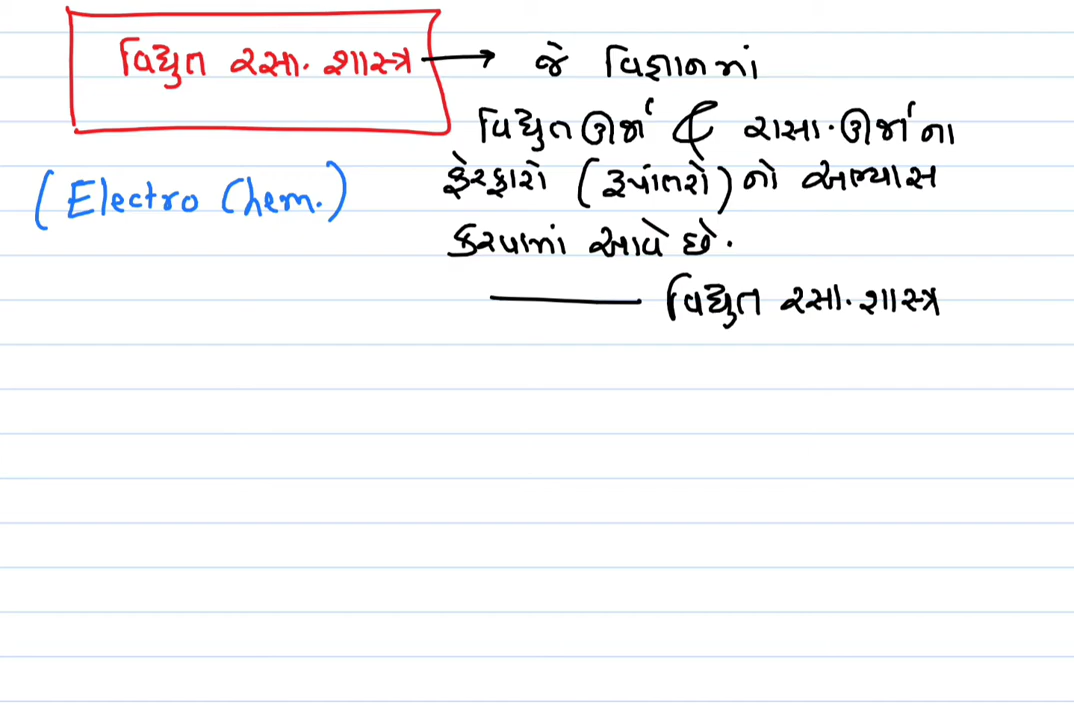 વિદ્યુત રસા. શાસ્ત્ર → જે વિજ્ઞાનમાં
વિદ્યુત ઊર્જા & રાસા. ઊર્જાના
(Electro Chem.) ફેરફારો (રૂપાંતરો) નો અભ્યાસ
કરવામાં આવે છે.
——— વિદ્યુત રસા. શાસ્ત્ર